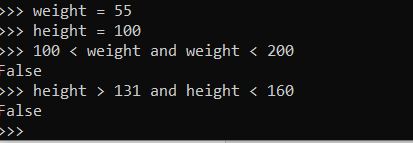 >>> weight = 55
>>> height = 100
>>> 100 < weight and weight < 200
False
>>> height > 131 and height < 160
False
>>>